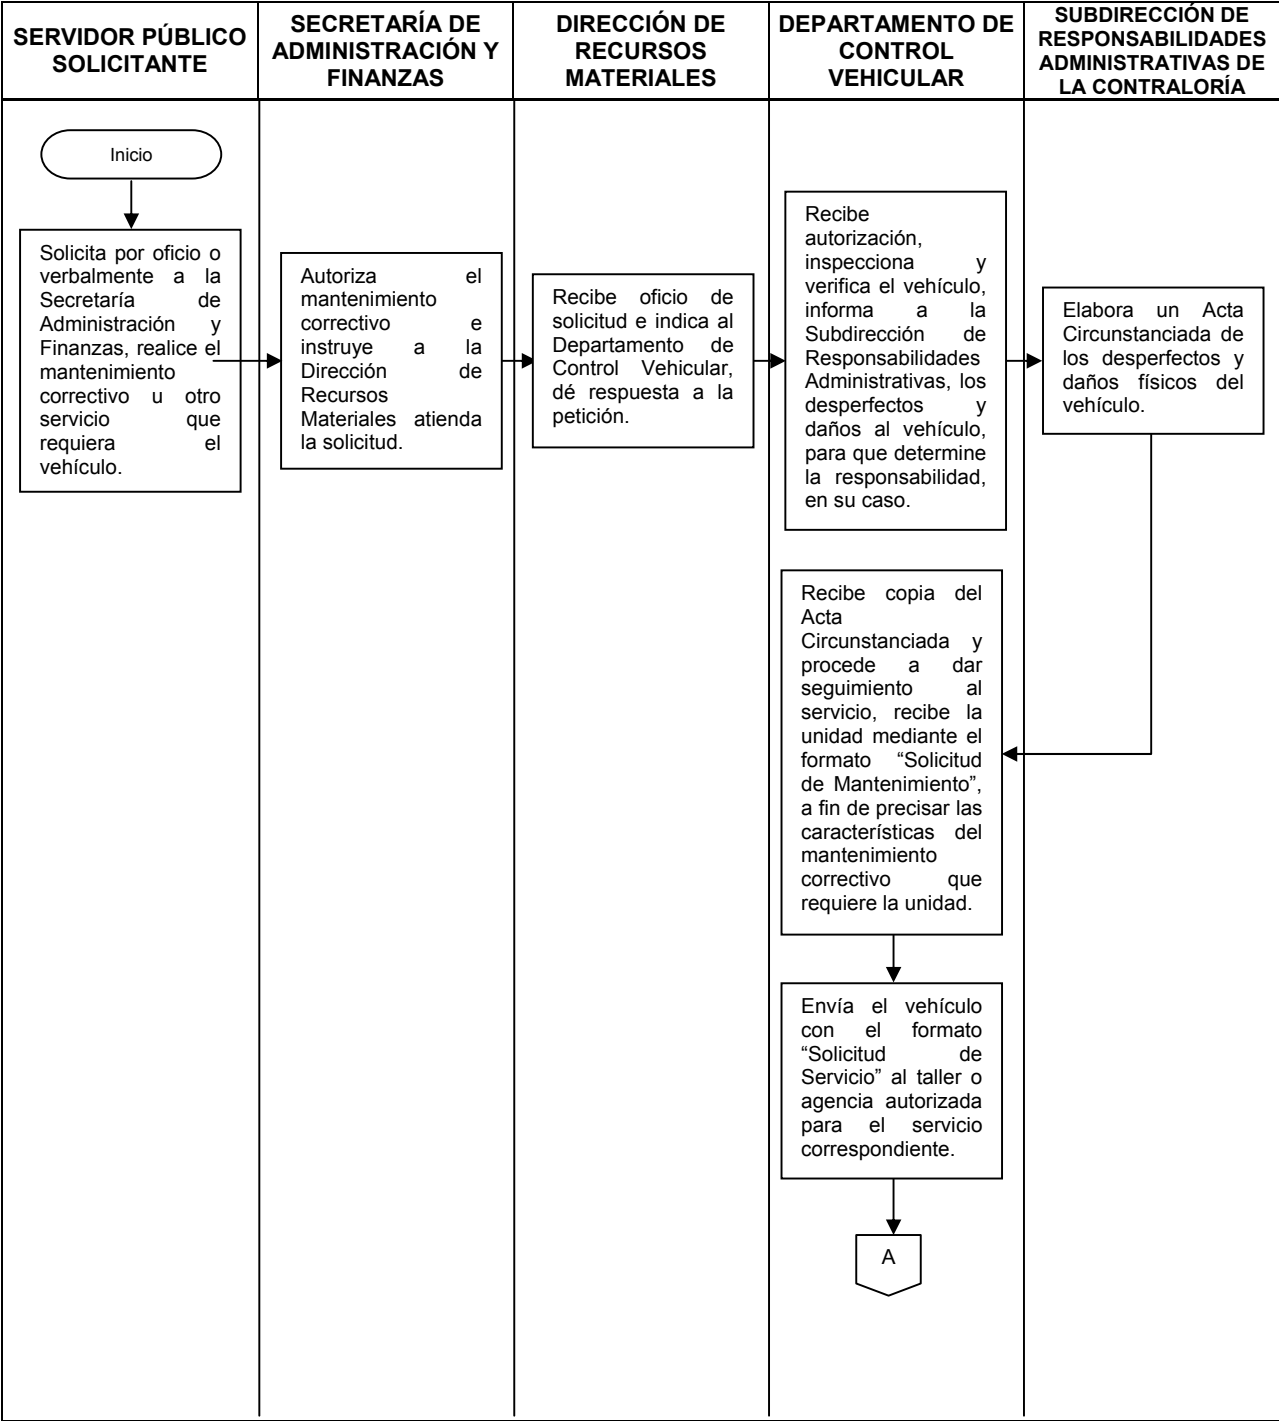 SERVIDOR PÚBLICO
SOLICITANTE
SECRETARÍA DE
ADMINISTRACIÓN Y
FINANZAS
DIRECCIÓN DE
RECURSOS
MATERIALES
DEPARTAMENTO DE
CONTROL
VEHICULAR
SUBDIRECCIÓN DE
RESPONSABILIDADES
ADMINISTRATIVAS DE
LA CONTRALORÍA
Inicio
Solicita por oficio o
verbalmente a la
Secretaría de
Administración y
Finanzas, realice el
mantenimiento
correctivo u otro
servicio que
requiera el
vehículo.
Autoriza el
mantenimiento
correctivo e
instruye a la
Dirección de
Recursos
Materiales atienda
la solicitud.
Recibe oficio de
solicitud e indica al
Departamento de
Control Vehicular,
dé respuesta a la
petición.
Recibe
autorización,
inspecciona y
verifica el vehículo,
informa a la
Subdirección de
Responsabilidades
Administrativas, los
desperfectos y
daños al vehículo,
para que determine
la responsabilidad,
en su caso.
Elabora un Acta
Circunstanciada de
los desperfectos y
daños físicos del
vehículo.
Recibe copia del
Acta
Circunstanciada y
procede a dar
seguimiento al
servicio, recibe la
unidad mediante el
formato “Solicitud
de Mantenimiento”,
a fin de precisar las
características del
mantenimiento
correctivo que
requiere la unidad.
Envía el vehículo
con el formato
“Solicitud de
Servicio” al taller o
agencia autorizada
para el servicio
correspondiente.
A